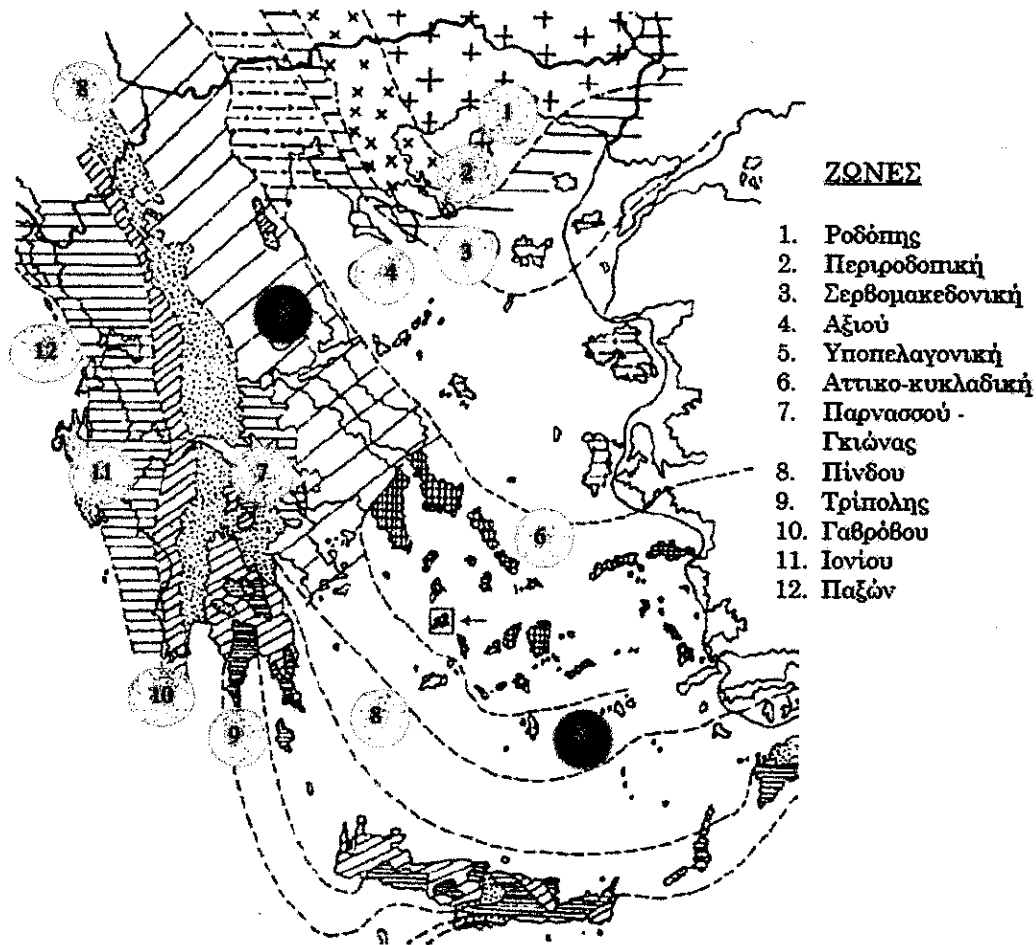 8
1
2
3
4
12
11
7
6
10
8
9
ΖΩΝΕΣ
1. Ροδόπης
2. Περιροδοπική
3. Σερβομακεδονική
4. Αξιού
5. Υποπελαγονική
6. Αττικο-κυκλαδική
7. Παρνασσού -
Γκιώνας
8. Πίνδου
9. Τρίπολης
10. Γαβρόβου
11. Ιονίου
12. Παξών